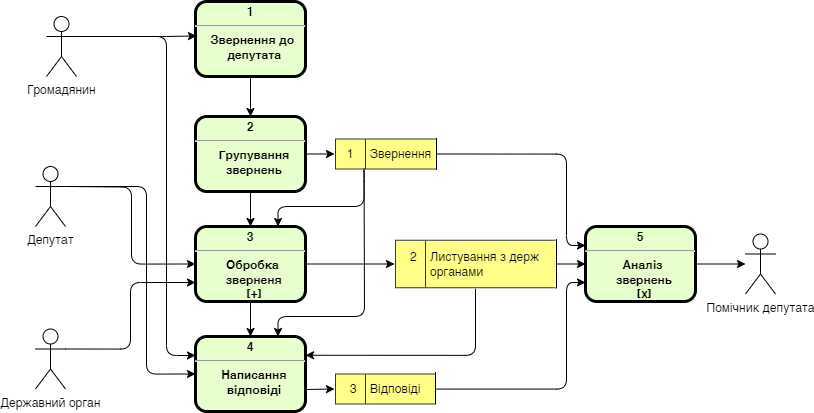 1
Звернення до
депутата
Громадянин
2
Групування
звернень
1 Звернення
Депутат
3
Обробка
зверненя
[+]
2 Листування з держ
органами
5
Аналіз
звернень
[x]
Помічник депутата
4
Написання
відповіді
3 Відповіді
Державний орган